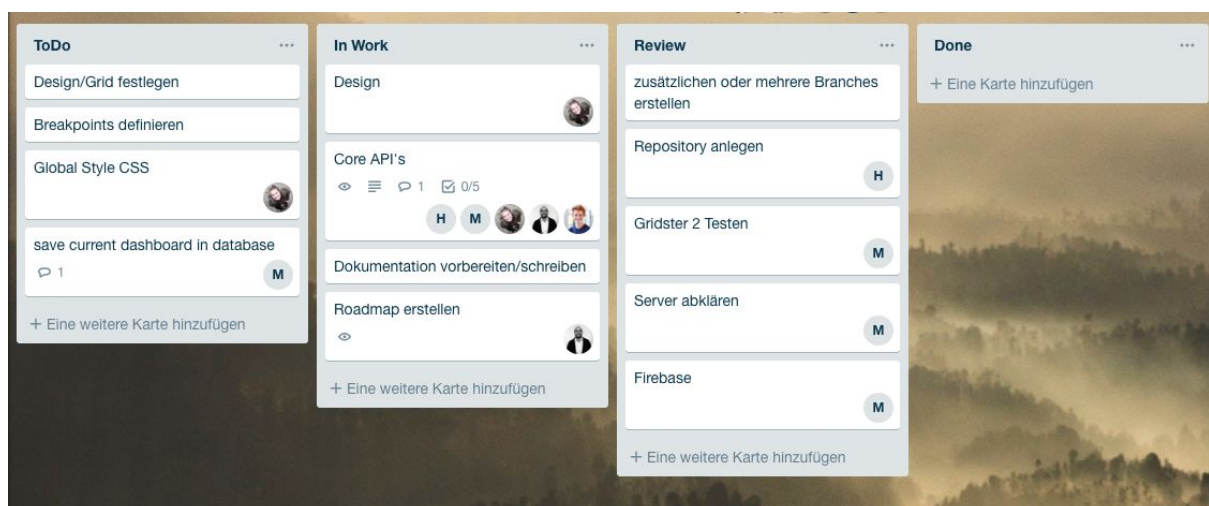 ToDo
Design/Grid festlegen
Breakpoints definieren
Global Style CSS
save current dashboard in database
1
M
+ Eine weitere Karte hinzufügen
In Work
Design
Core API's
1 0/5
H M
Dokumentation vorbereiten/schreiben
Roadmap erstellen
+ Eine weitere Karte hinzufügen
Review
zusätzlichen oder mehrere Branches
erstellen
Repository anlegen
H
Gridster 2 Testen
M
Server abklären
M
Firebase
M
+ Eine weitere Karte hinzufügen
Done
+ Eine Karte hinzufügen